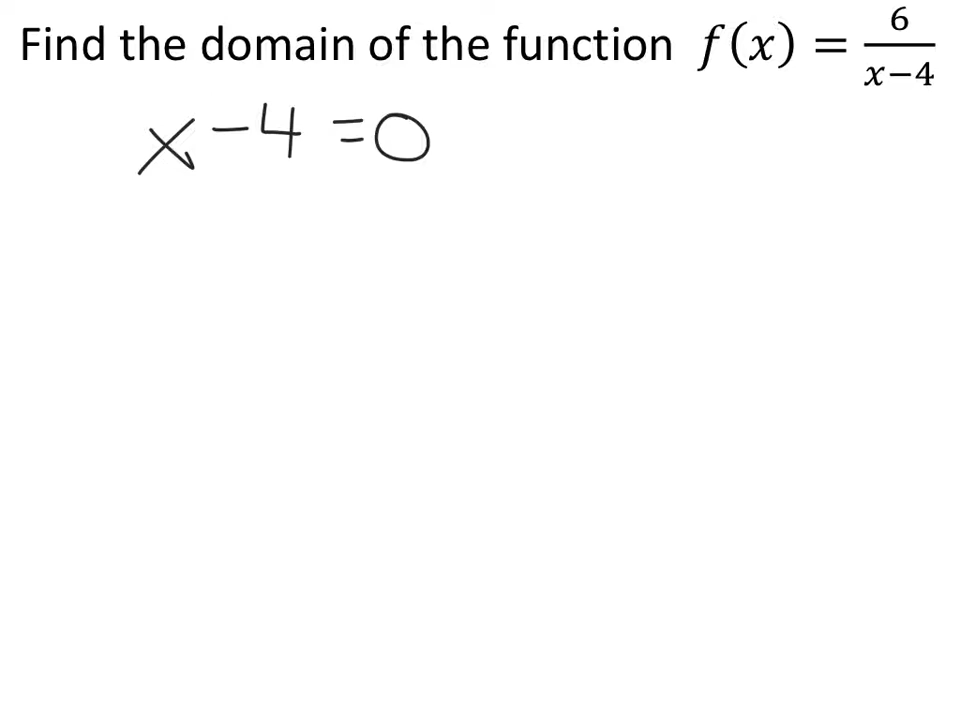 Find the domain of the function f(x) = 6/(x−4)
x − 4 = 0